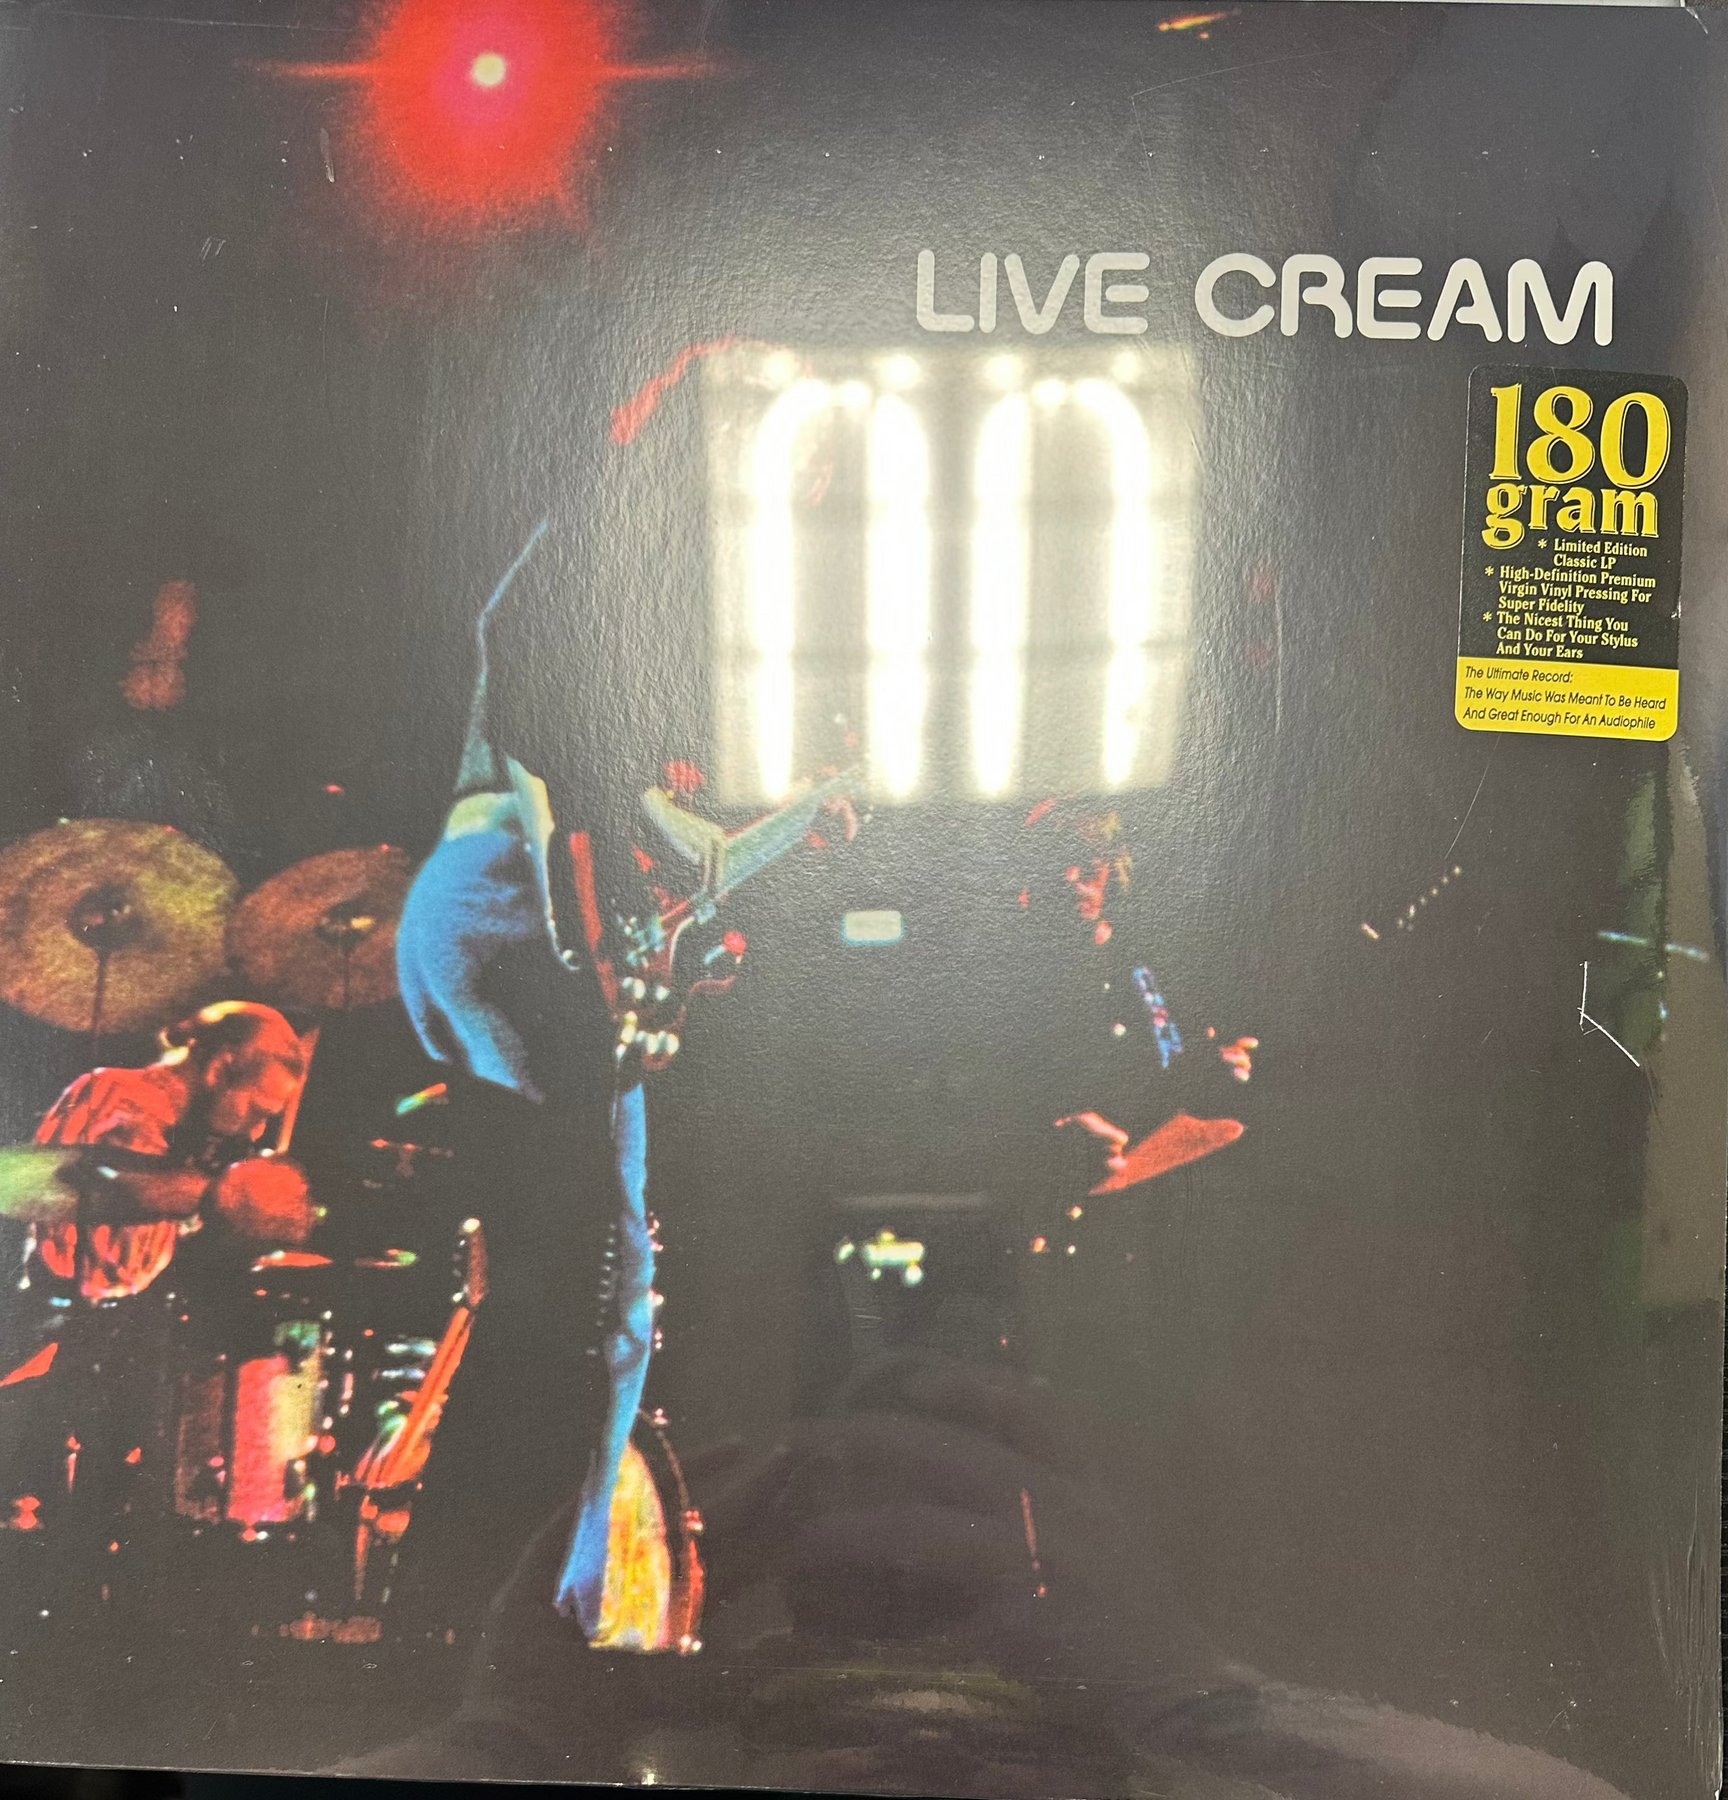 LIVE CREAM
180
gram
* Limited Edition
Classic LP
* High-Definition Premium
Virgin Vinyl Pressing For
Super Fidelity
* The Nicest Thing You
Can Do For Your Stylus
And Your Ears
The Ultimate Record:
The Way Music Was Meant To Be Heard
And Great Enough For An Audiophile